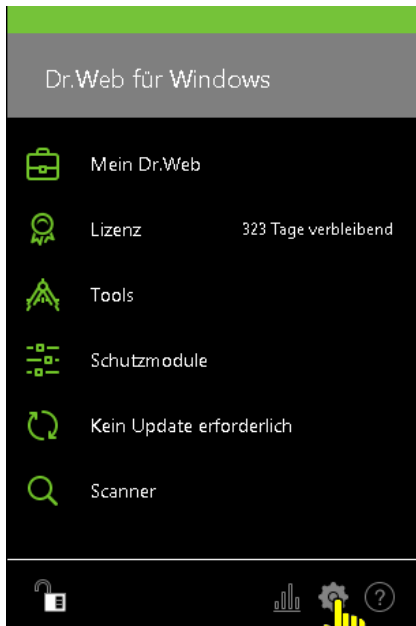 Dr.Web für Windows
Mein Dr.Web
Lizenz 323 Tage verbleibend
Tools
Schutzmodule
Kein Update erforderlich
Scanner
?